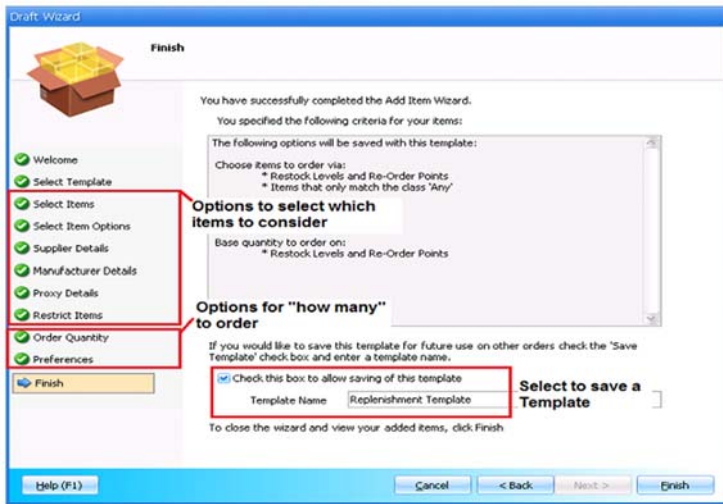 Draft Wizard
Finish
Welcome
Select Template
Select Items
Select Item Options
Supplier Details
Manufacturer Details
Proxy Details
Restrict Items
Order Quantity
Preferences
Finish
You have successfully completed the Add Item Wizard.
You specified the following criteria for your items:
The following options will be saved with this template:
Choose items to order via:
* Restock Levels and Re-Order Points
* Items that only match the class 'Any'
Options to select which
items to consider
Base quantity to order on:
* Restock Levels and Re-Order Points
Options for "how many"
to order
If you would like to save this template for future use on other orders check the 'Save
Template' check box and enter a template name.
Check this box to allow saving of this template
Template Name Replenishment Template
Select to save a
Template
To close the wizard and view your added items, click Finish
Help (F1) Cancel < Back Next > Finish